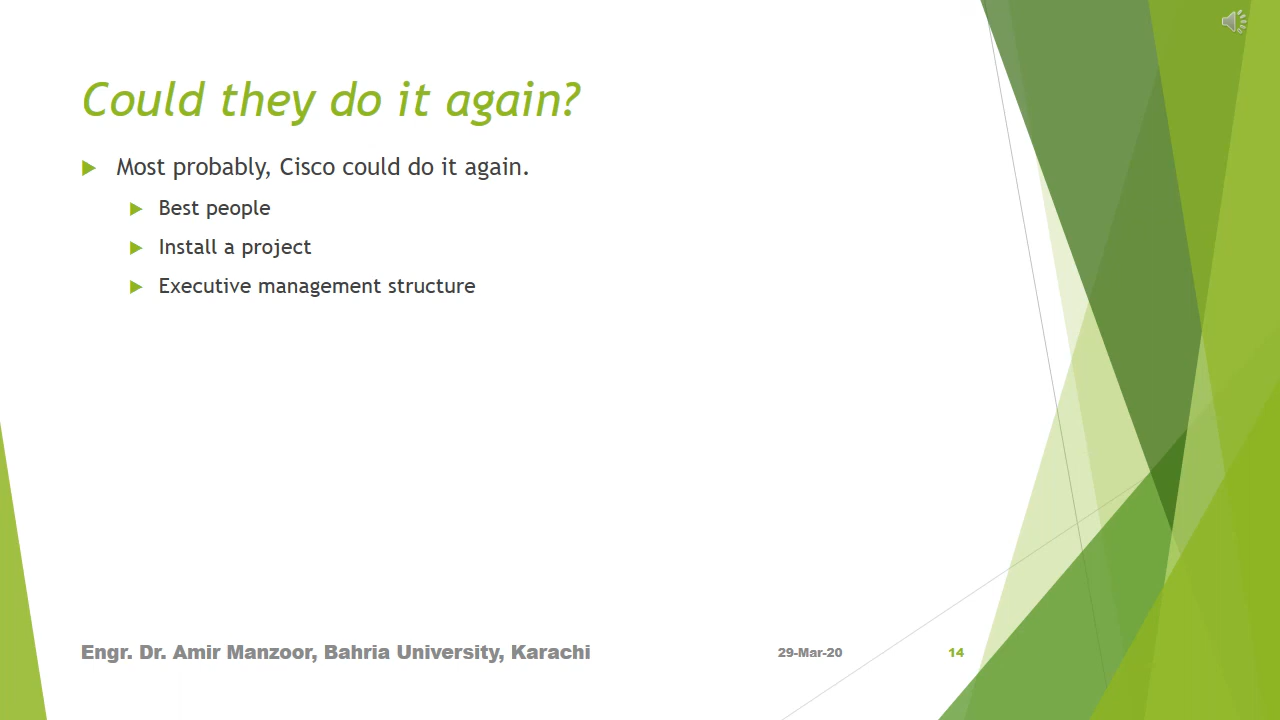 Could they do it again?
Most probably, Cisco could do it again.
Best people
Install a project
Executive management structure
Engr. Dr. Amir Manzoor, Bahria University, Karachi
29-Mar-20
14